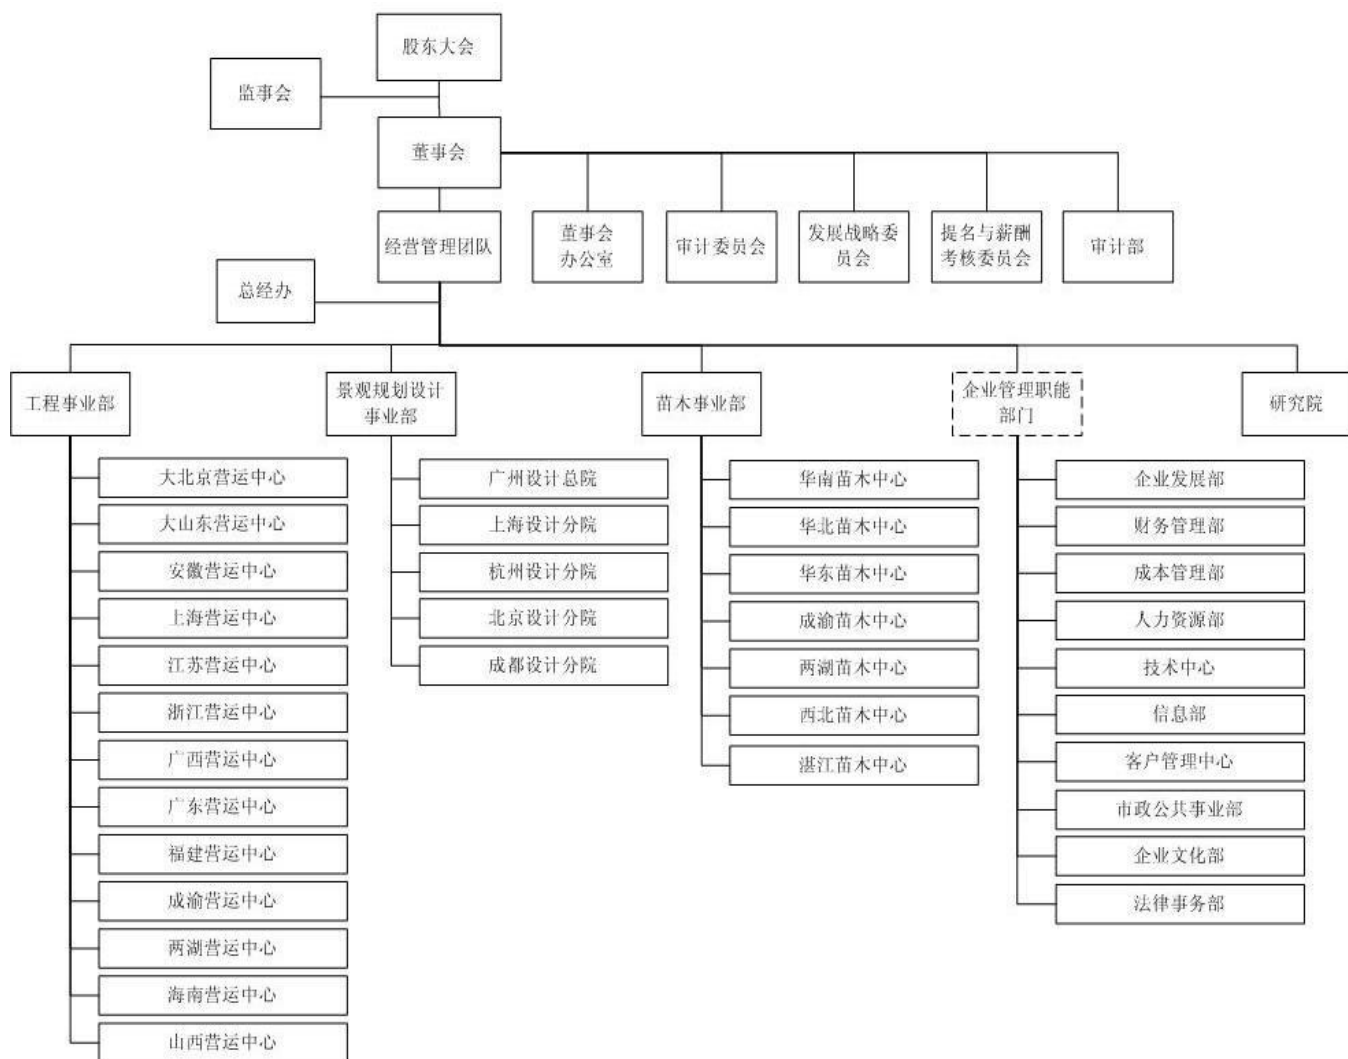 股东大会
监事会
董事会
经营管理团队
董事会
办公室
审计委员会
发展战略委
员会
提名与薪酬
考核委员会
审计部
总经办
工程事业部
景观规划设计
事业部
苗木事业部
企业管理职能
部门
研究院
大北京营运中心
大山东营运中心
安徽营运中心
上海营运中心
江苏营运中心
浙江营运中心
广西营运中心
广东营运中心
福建营运中心
成渝营运中心
两湖营运中心
海南营运中心
山西营运中心
广州设计总院
上海设计分院
杭州设计分院
北京设计分院
成都设计分院
华南苗木中心
华北苗木中心
华东苗木中心
成渝苗木中心
两湖苗木中心
西北苗木中心
湛江苗木中心
企业发展部
财务管理部
成本管理部
人力资源部
技术中心
信息部
客户管理中心
市政公共事业部
企业文化部
法律事务部